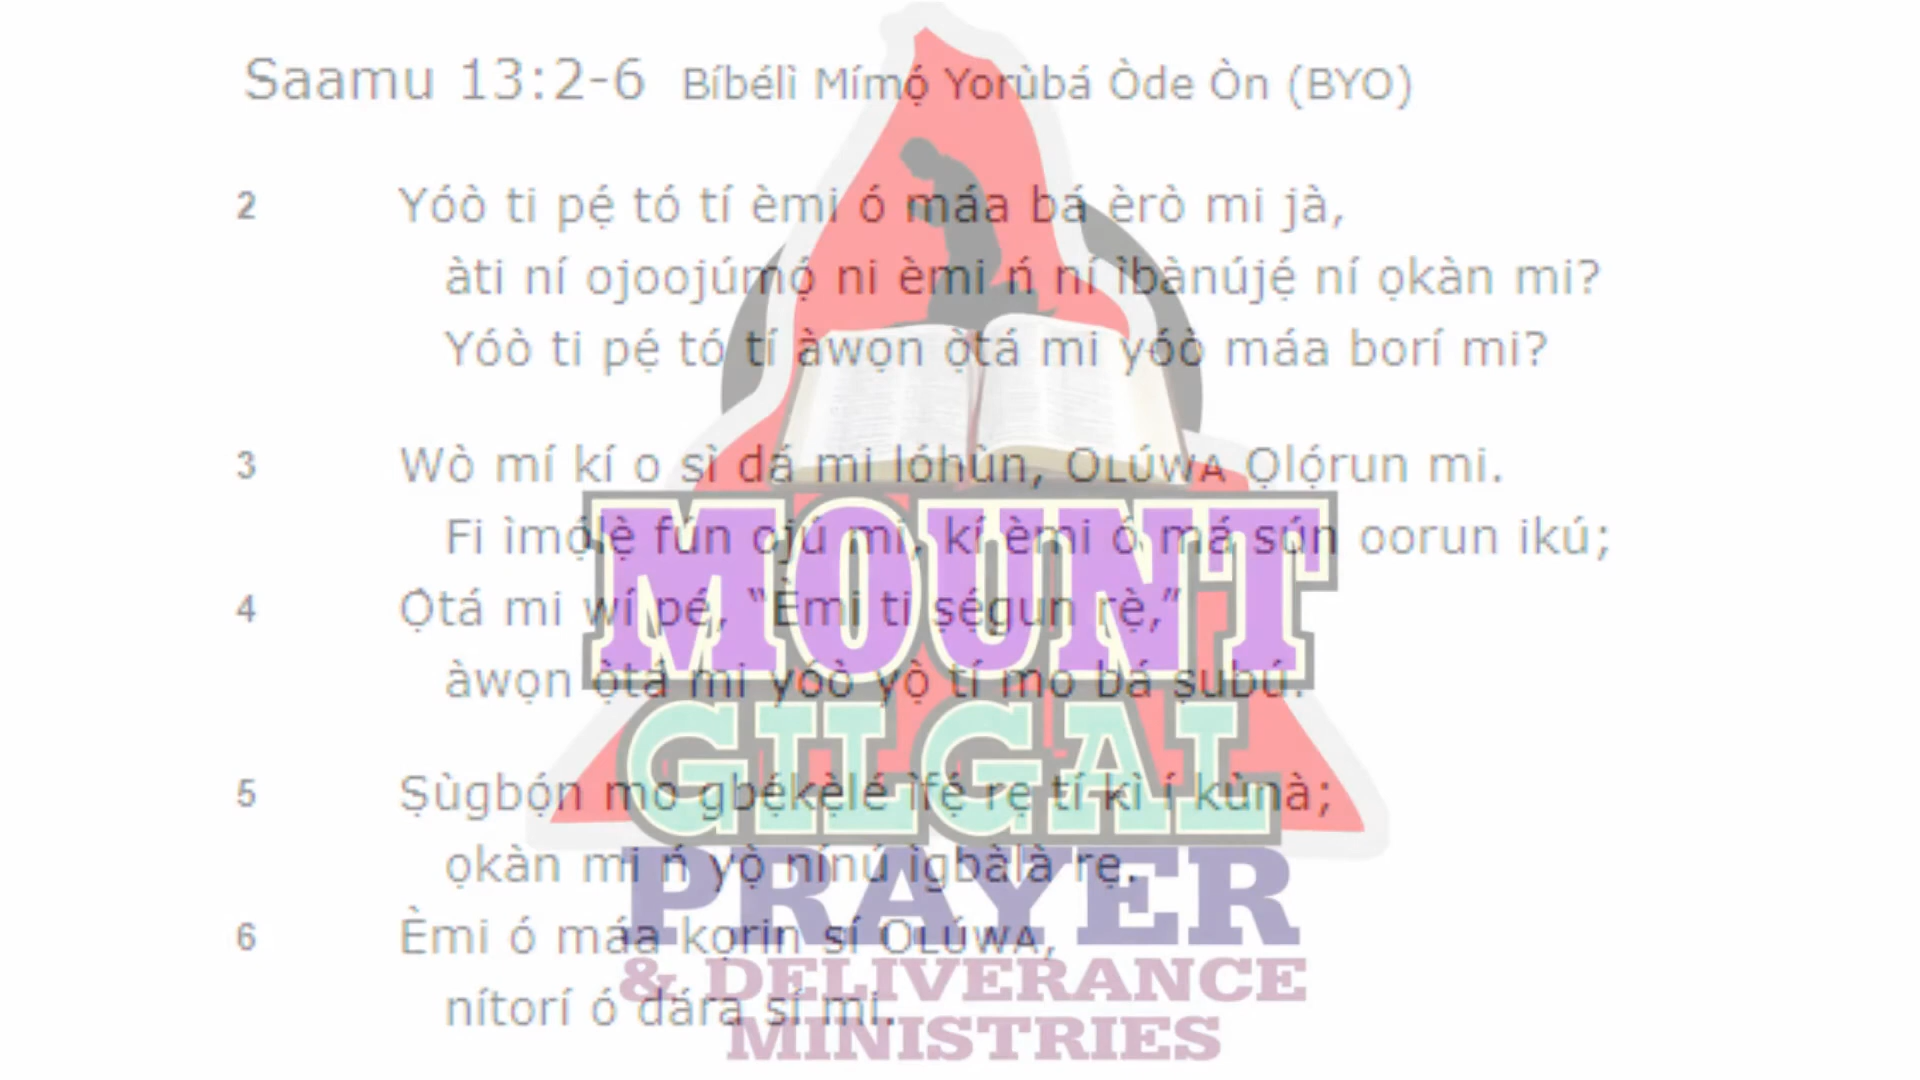 Saamu 13:2-6 Bíbélì Mímọ́ Yorùbá Òde Òn (BYO)
2 Yóò ti pẹ́ tó tí èmi ó máa bá èrò mi jà,
àti ní ojoojúmọ́ ni èmi ń ní ìbànújẹ́ ní ọkàn mi?
Yóò ti pẹ́ tó tí àwọn ọ̀tá mi yóò máa borí mi?
3 Wò mí kí o sì dá mi lóhùn, OLÚWA Ọlọ́run mi.
Fi ìmọ́lẹ̀ fún ojú mi, kí èmi ó má sún oorun ikú;
4 Ọ̀tá mi wí pé, “Èmi ti ṣẹ́gun rẹ̀,”
àwọn ọ̀tá mi yóò yọ̀ tí mo bá ṣubú.
5 Ṣùgbọ́n mo gbẹ́kẹ̀lé ìfẹ́ rẹ tí kì í kùnà;
ọkàn mi ń yọ̀ nínú ìgbàlà rẹ.
6 Èmi ó máa kọrin sí OLÚWA,
nítorí ó dára sí mi.
MOUNT
GILGAL
PRAYER
& DELIVERANCE
MINISTRIES